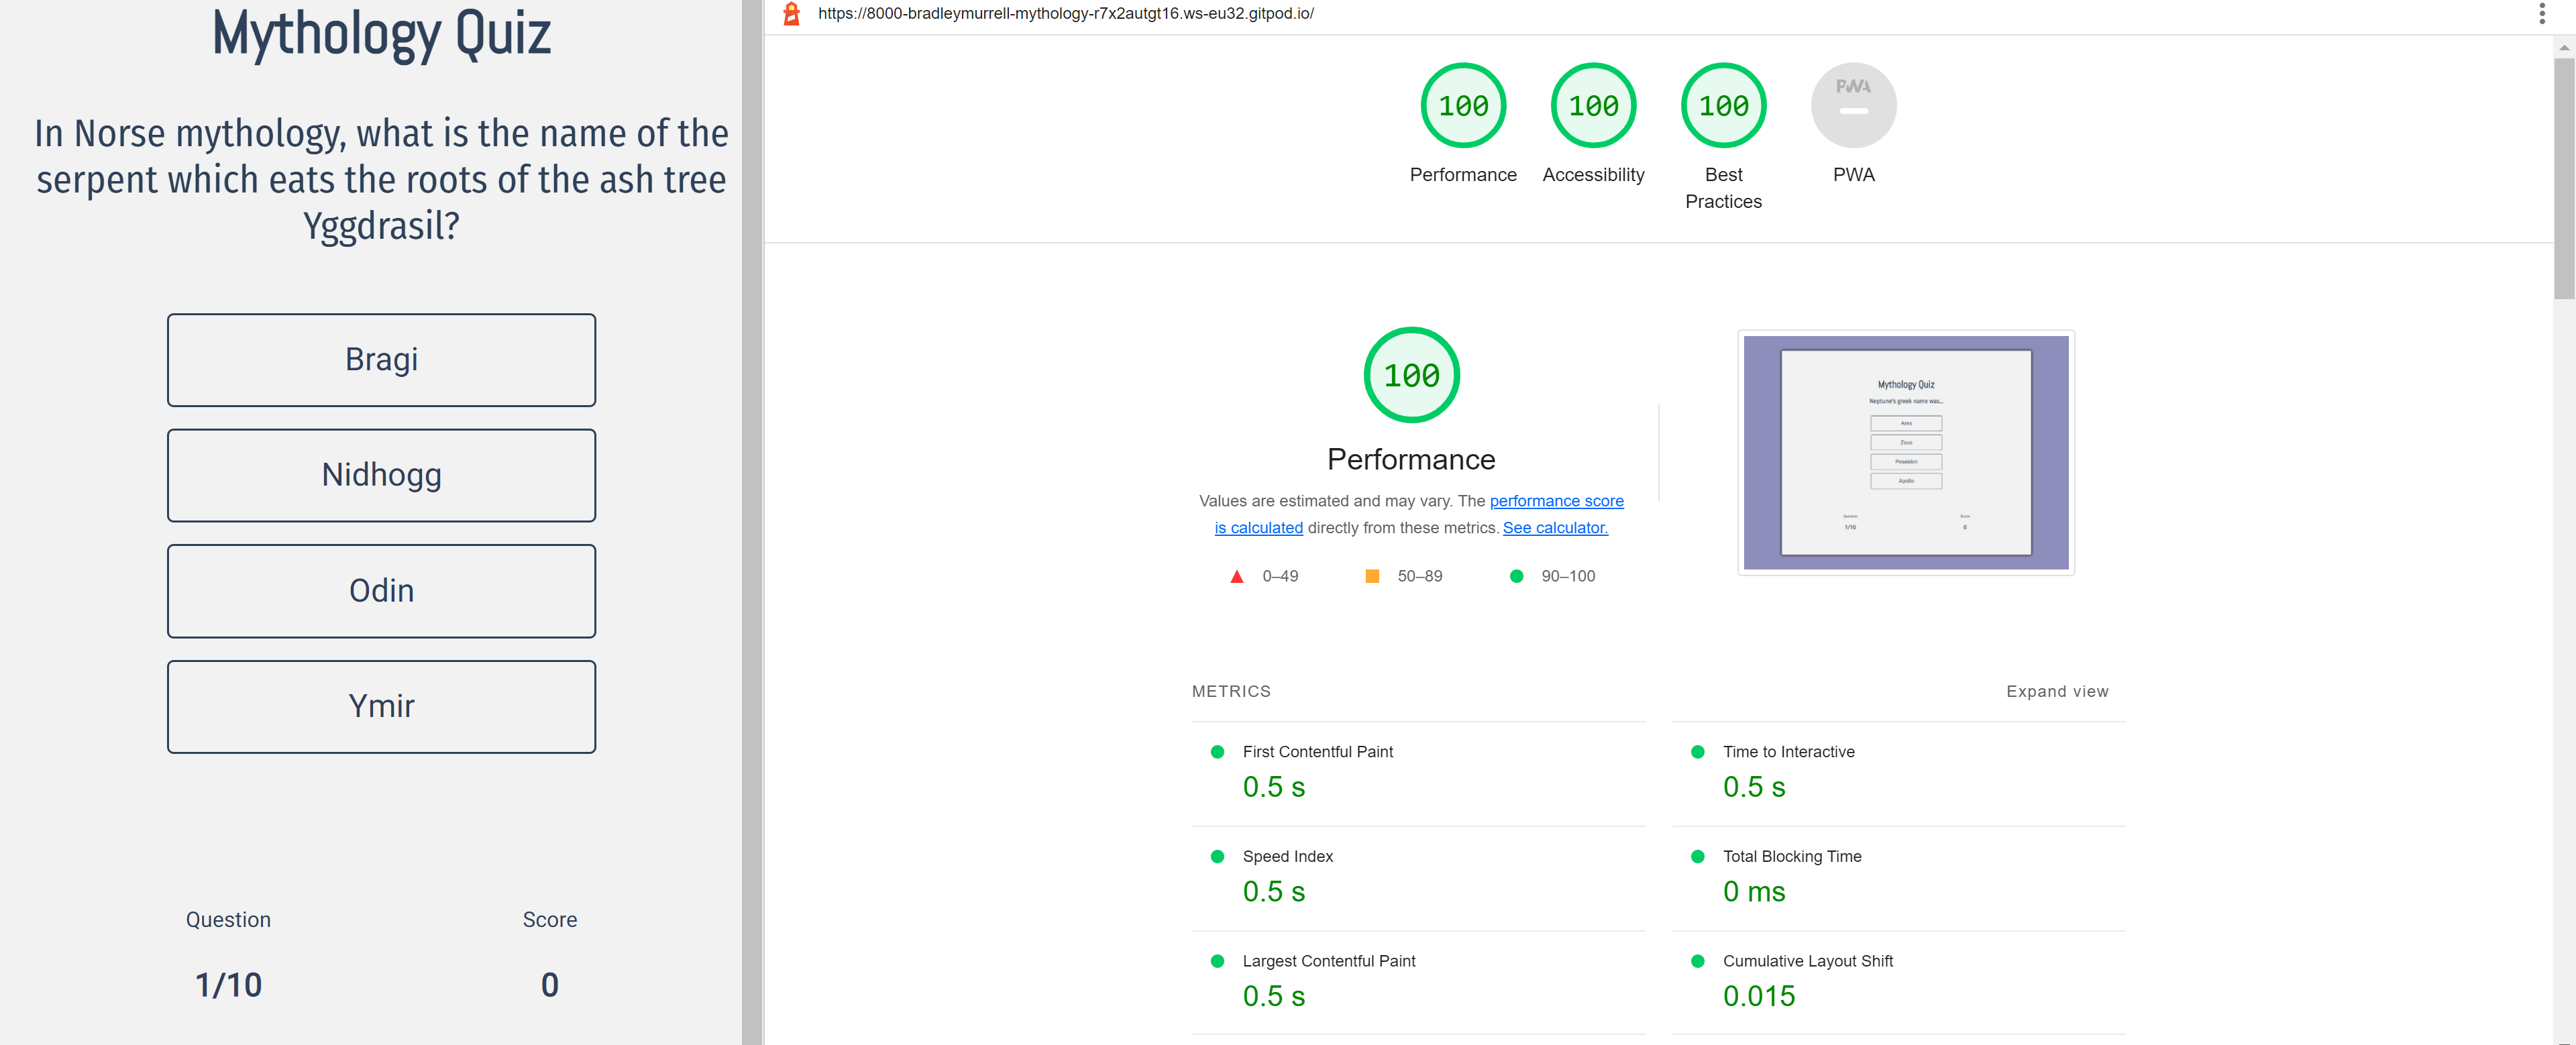 Mythology Quiz
In Norse mythology, what is the name of the
serpent which eats the roots of the ash tree
Yggdrasil?
Bragi
Nidhogg
Odin
Ymir
Question
Score
1/10
0
https://8000-bradleymurrell-mythology-r7x2autgt16.ws-eu32.gitpod.io/
100
100
100
PWA
Performance
Accessibility
Best
Practices
PWA
100
Performance
Values are estimated and may vary. The performance score
is calculated directly from these metrics. See calculator.
0–49
50–89
90–100
Mythology Quiz
Neptune's greek name was...
Ares
Zeus
Poseidon
Apollo
Question
Score
1/10
0
METRICS
Expand view
First Contentful Paint
0.5 s
Time to Interactive
0.5 s
Speed Index
0.5 s
Total Blocking Time
0 ms
Largest Contentful Paint
0.5 s
Cumulative Layout Shift
0.015